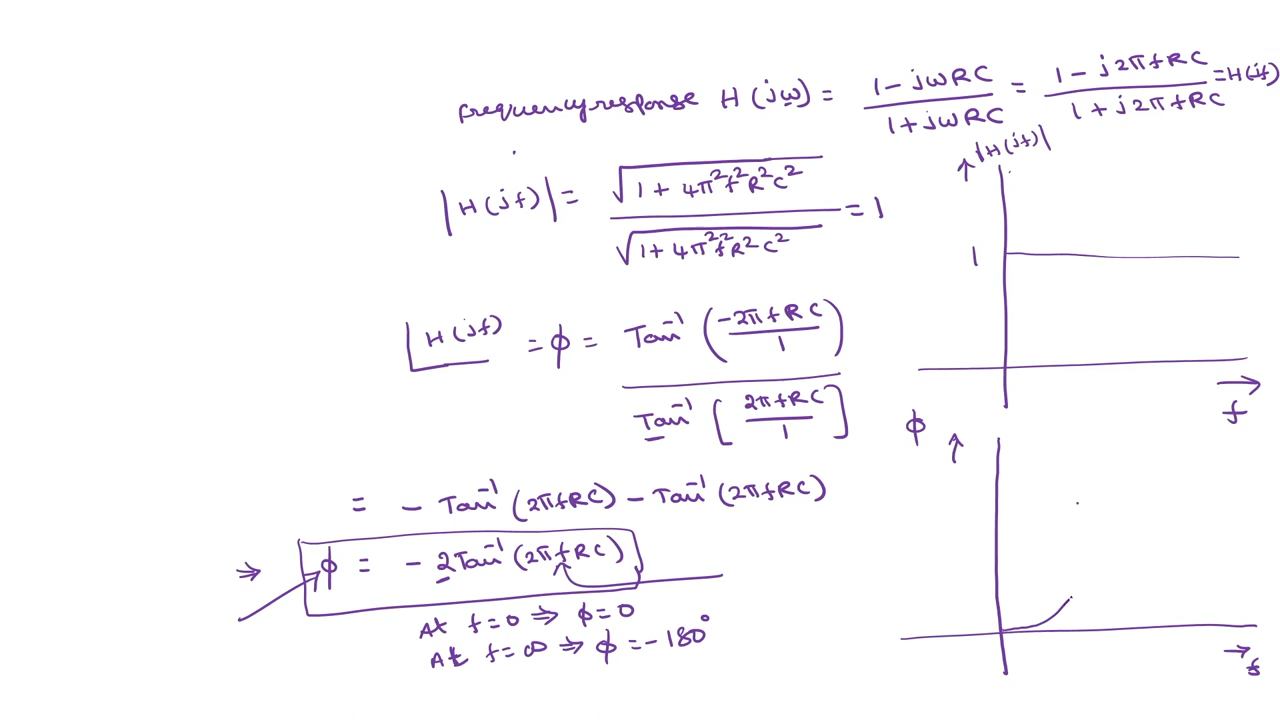 frequency response H(jω) = 1 - jωRC / 1 + jωRC = 1 - j2πfRC / 1 + j2πfRC = H(jf)
|H(jf)| = √1 + 4π²f²R²C² / √1 + 4π²f²R²C² = 1
↑ |H(jf)|
1
→ f
∠H(jf) = ϕ = Tan⁻¹ (-2πfRC / 1) / Tan⁻¹ [2πfRC / 1]
ϕ ↑
= - Tan⁻¹ (2πfRC) - Tan⁻¹ (2πfRC)
⇒ ϕ = - 2Tan⁻¹ (2πfRC)
At f=0 ⇒ ϕ=0
At f=∞ ⇒ ϕ=-180°
→ f